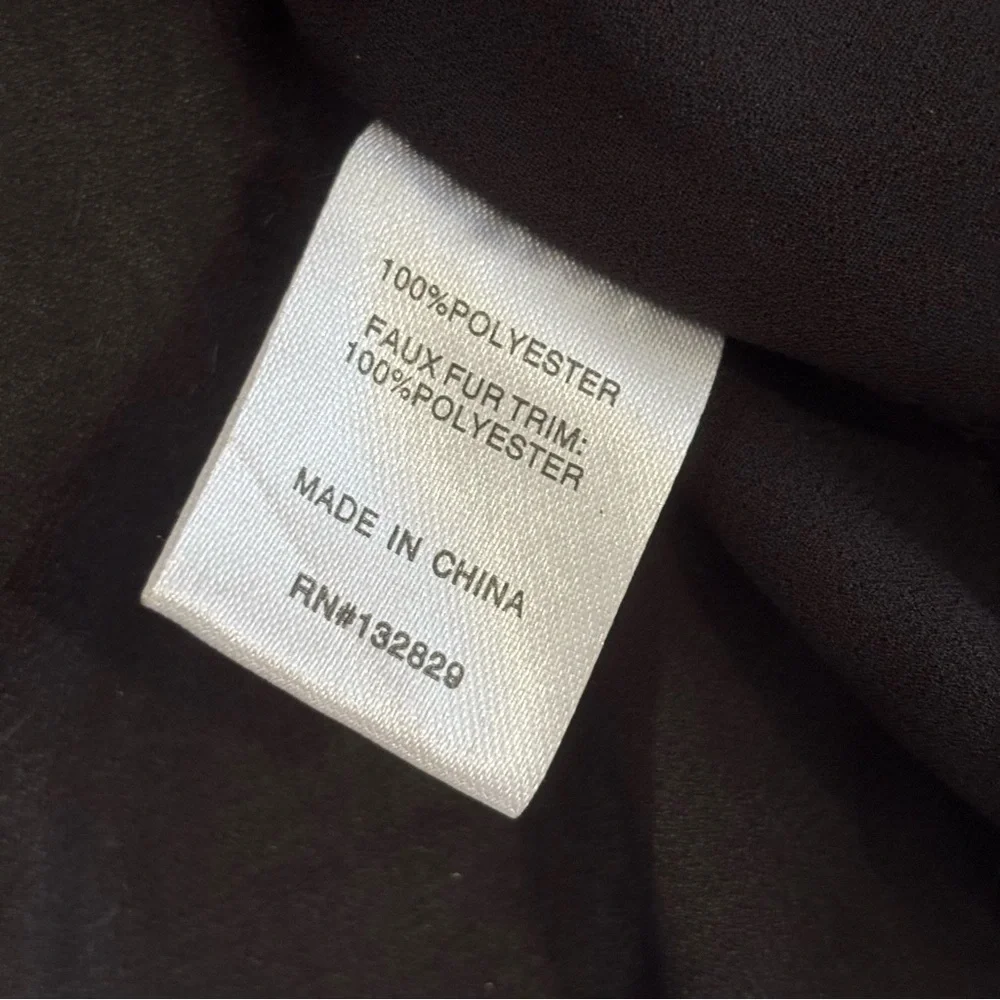 100%POLYESTER
FAUX FUR TRIM:
100%POLYESTER
MADE IN CHINA
RN#132829